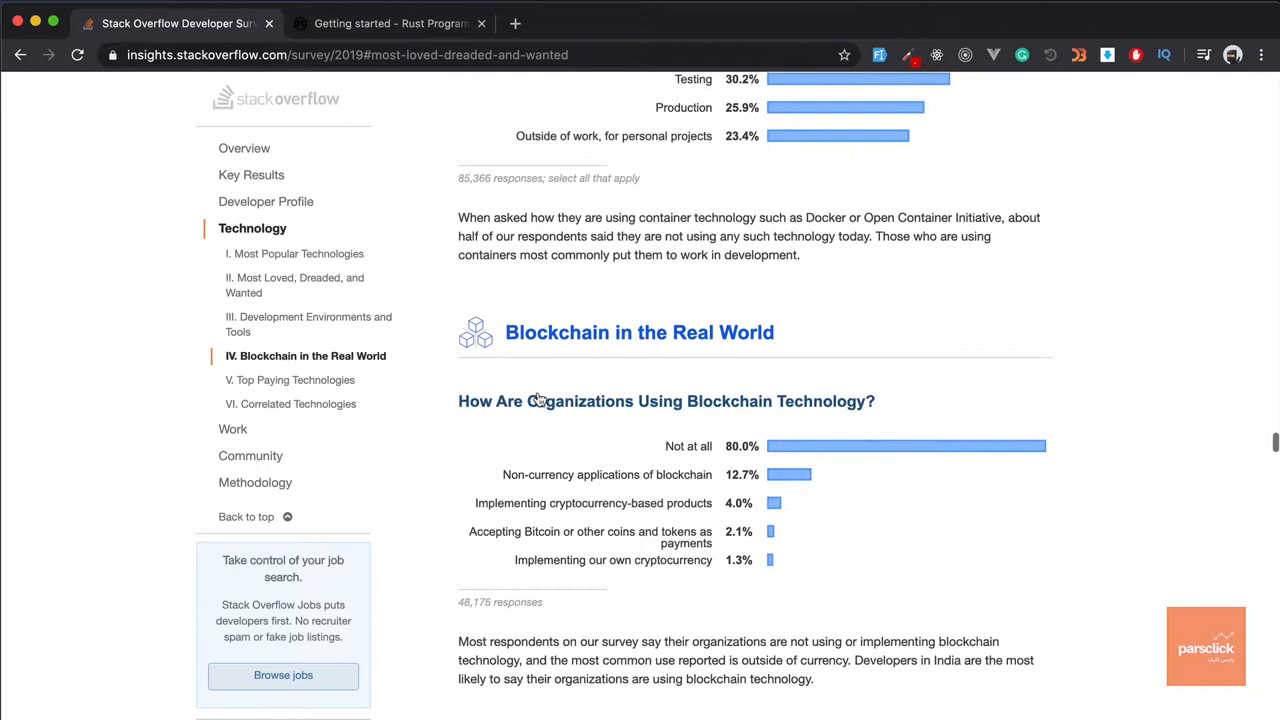 Stack Overflow Developer Sur
Getting started - Rust Program
insights.stackoverflow.com/survey/2019#most-loved-dreaded-and-wanted
stackoverflow
Overview
Key Results
Developer Profile
Technology
I. Most Popular Technologies
II. Most Loved, Dreaded, and
Wanted
III. Development Environments and
Tools
IV. Blockchain in the Real World
V. Top Paying Technologies
VI. Correlated Technologies
Work
Community
Methodology
Back to top
Take control of your job
search.
Stack Overflow Jobs puts
developers first. No recruiter
spam or fake job listings.
Browse jobs
Testing 30.2%
Production 25.9%
Outside of work, for personal projects 23.4%
85,366 responses; select all that apply
When asked how they are using container technology such as Docker or Open Container Initiative, about
half of our respondents said they are not using any such technology today. Those who are using
containers most commonly put them to work in development.
Blockchain in the Real World
How Are Organizations Using Blockchain Technology?
Not at all 80.0%
Non-currency applications of blockchain 12.7%
Implementing cryptocurrency-based products 4.0%
Accepting Bitcoin or other coins and tokens as
payments 2.1%
Implementing our own cryptocurrency 1.3%
48,175 responses
Most respondents on our survey say their organizations are not using or implementing blockchain
technology, and the most common use reported is outside of currency. Developers in India are the most
likely to say their organizations are using blockchain technology.
parsclick
پارس کلیک